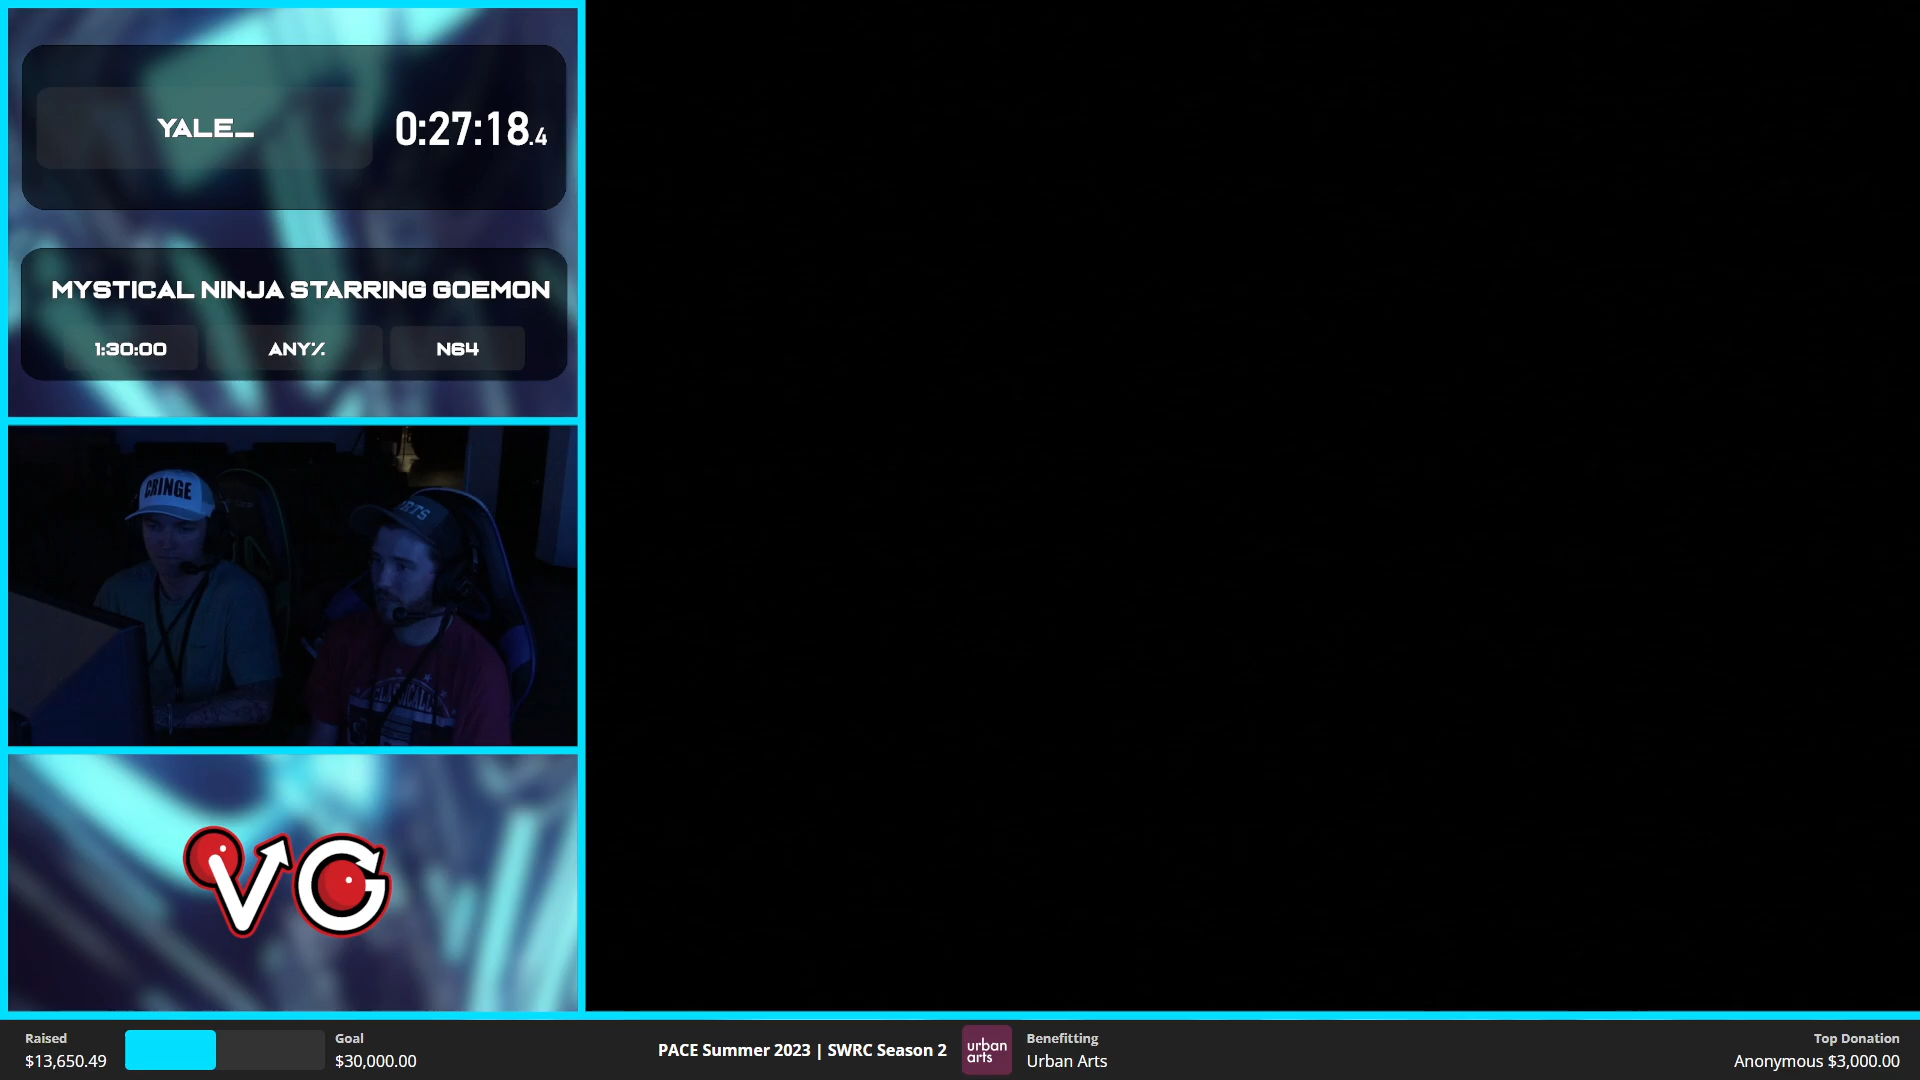 YALE_
0:27:18.4
MYSTICAL NINJA STARRING GOEMON
1:30:00 ANY% N64
CRINGE
VG
Raised
$13,650.49
Goal
$30,000.00
PACE Summer 2023 | SWRC Season 2
urban
arts
Benefitting
Urban Arts
Top Donation
Anonymous $3,000.00